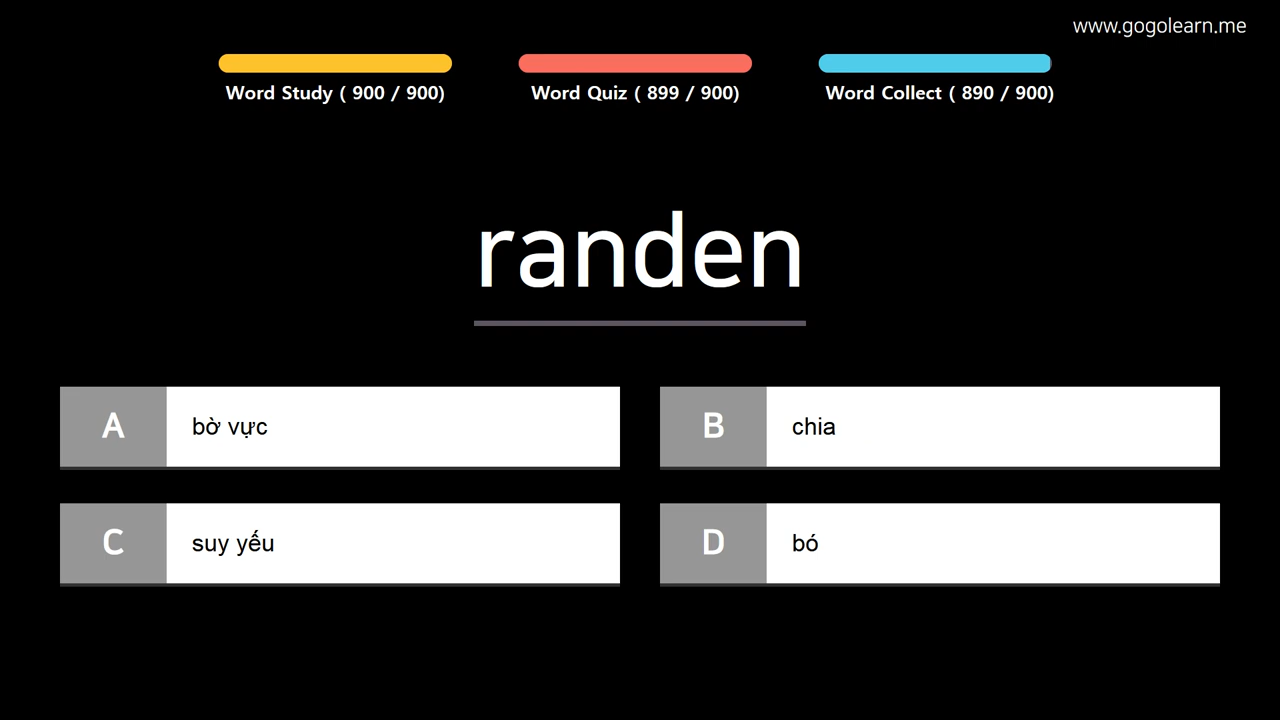 www.gogolearn.me
Word Study ( 900 / 900)
Word Quiz ( 899 / 900)
Word Collect ( 890 / 900)
randen
A bờ vực
B chia
C suy yếu
D bó